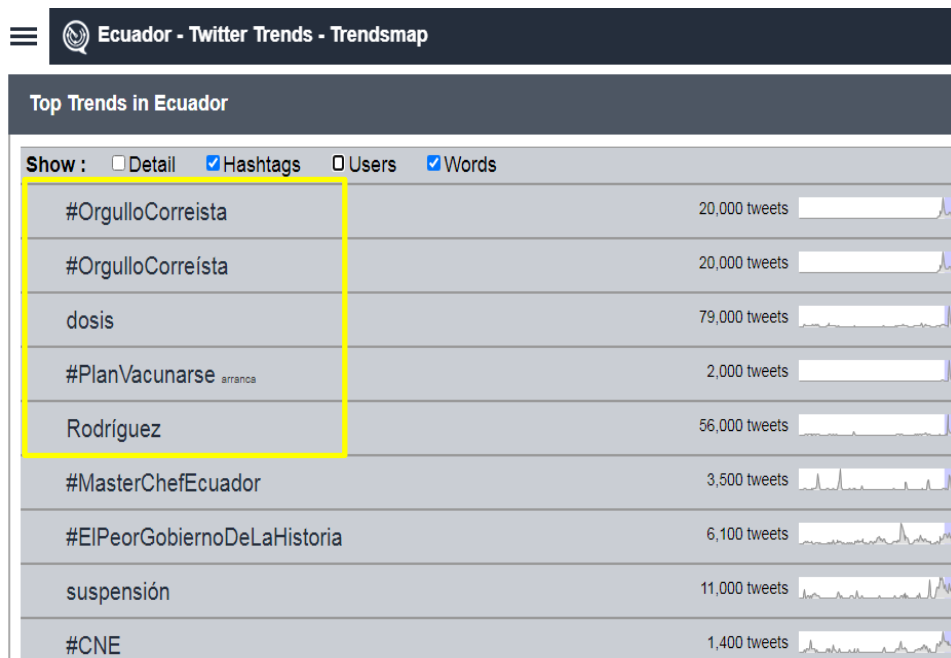 Ecuador - Twitter Trends - Trendsmap
Top Trends in Ecuador
Show : Detail Hashtags Users Words
#OrgulloCorreista 20,000 tweets
#OrgulloCorreísta 20,000 tweets
dosis 79,000 tweets
#PlanVacunarse arranca 2,000 tweets
Rodríguez 56,000 tweets
#MasterChefEcuador 3,500 tweets
#ElPeorGobiernoDeLaHistoria 6,100 tweets
suspensión 11,000 tweets
#CNE 1,400 tweets